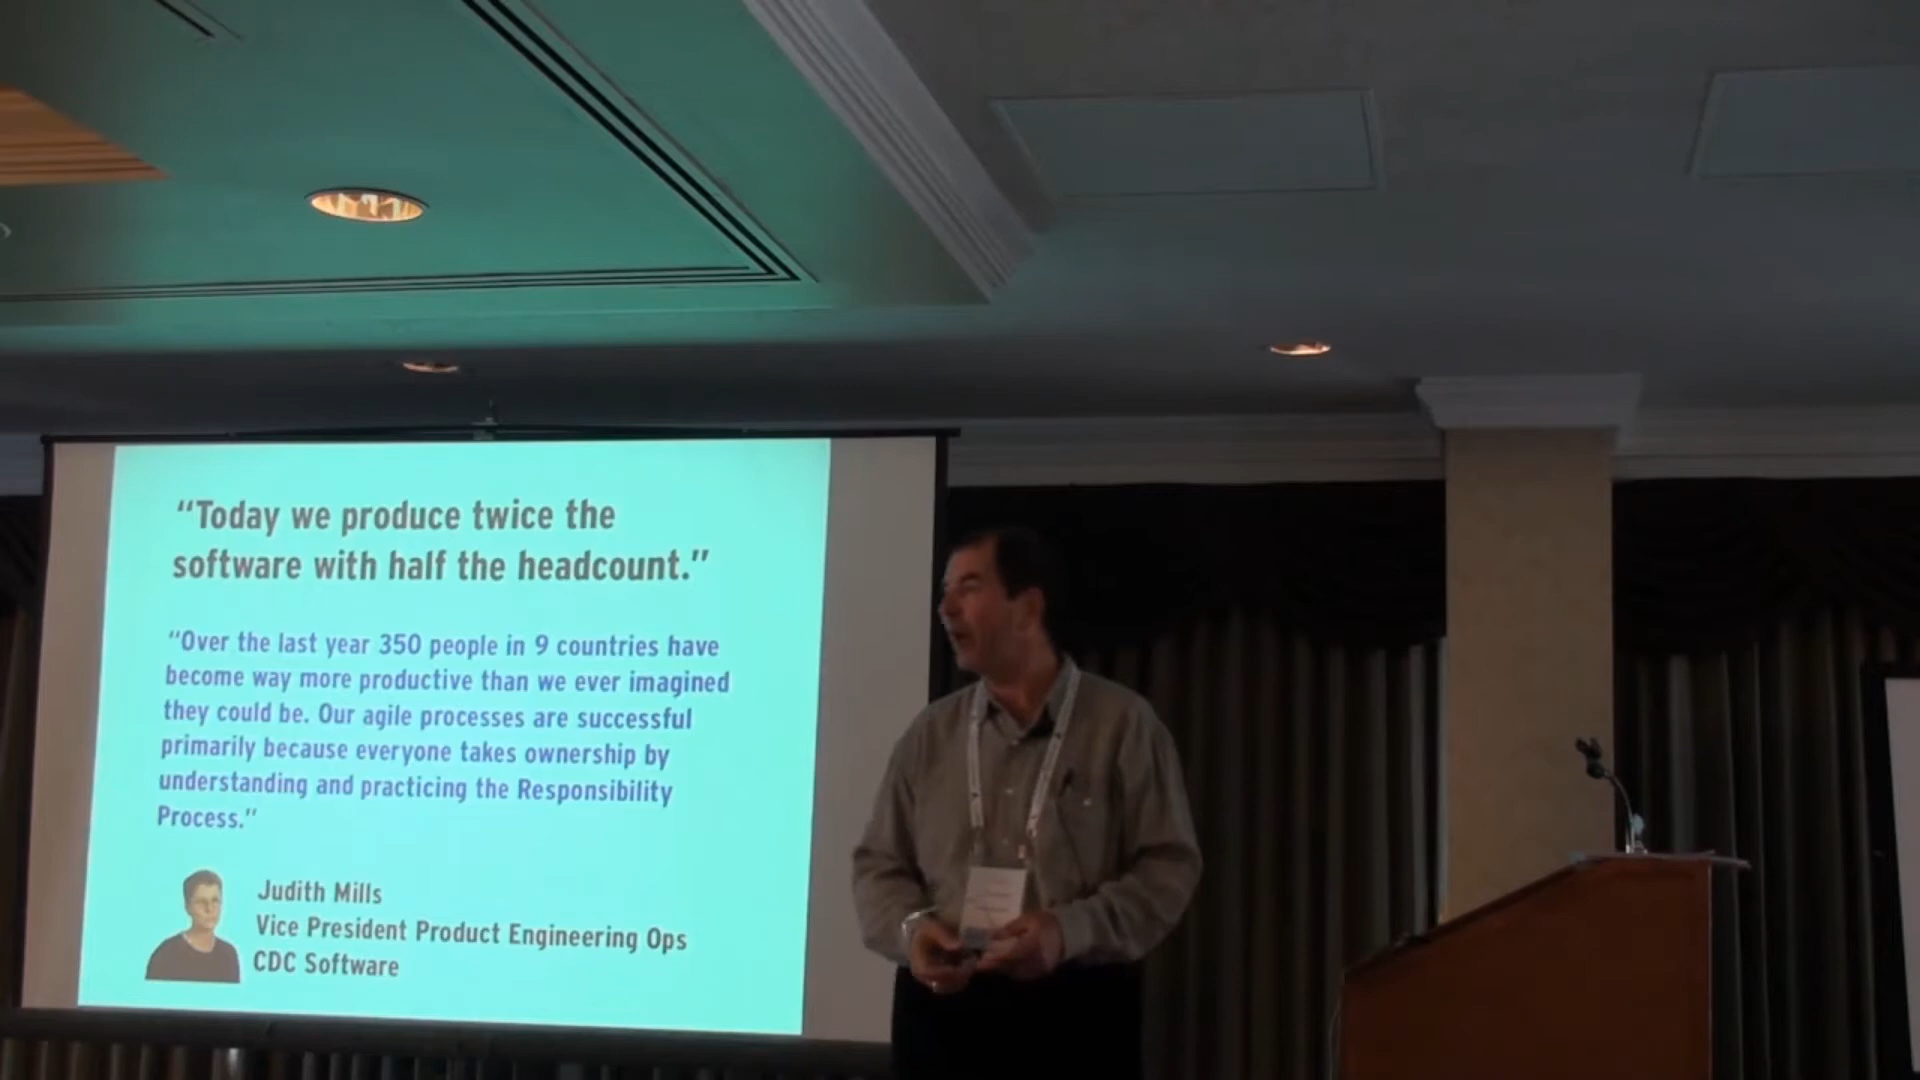 “Today we produce twice the
software with half the headcount.”
“Over the last year 350 people in 9 countries have
become way more productive than we ever imagined
they could be. Our agile processes are successful
primarily because everyone takes ownership by
understanding and practicing the Responsibility
Process.”
Judith Mills
Vice President Product Engineering Ops
CDC Software